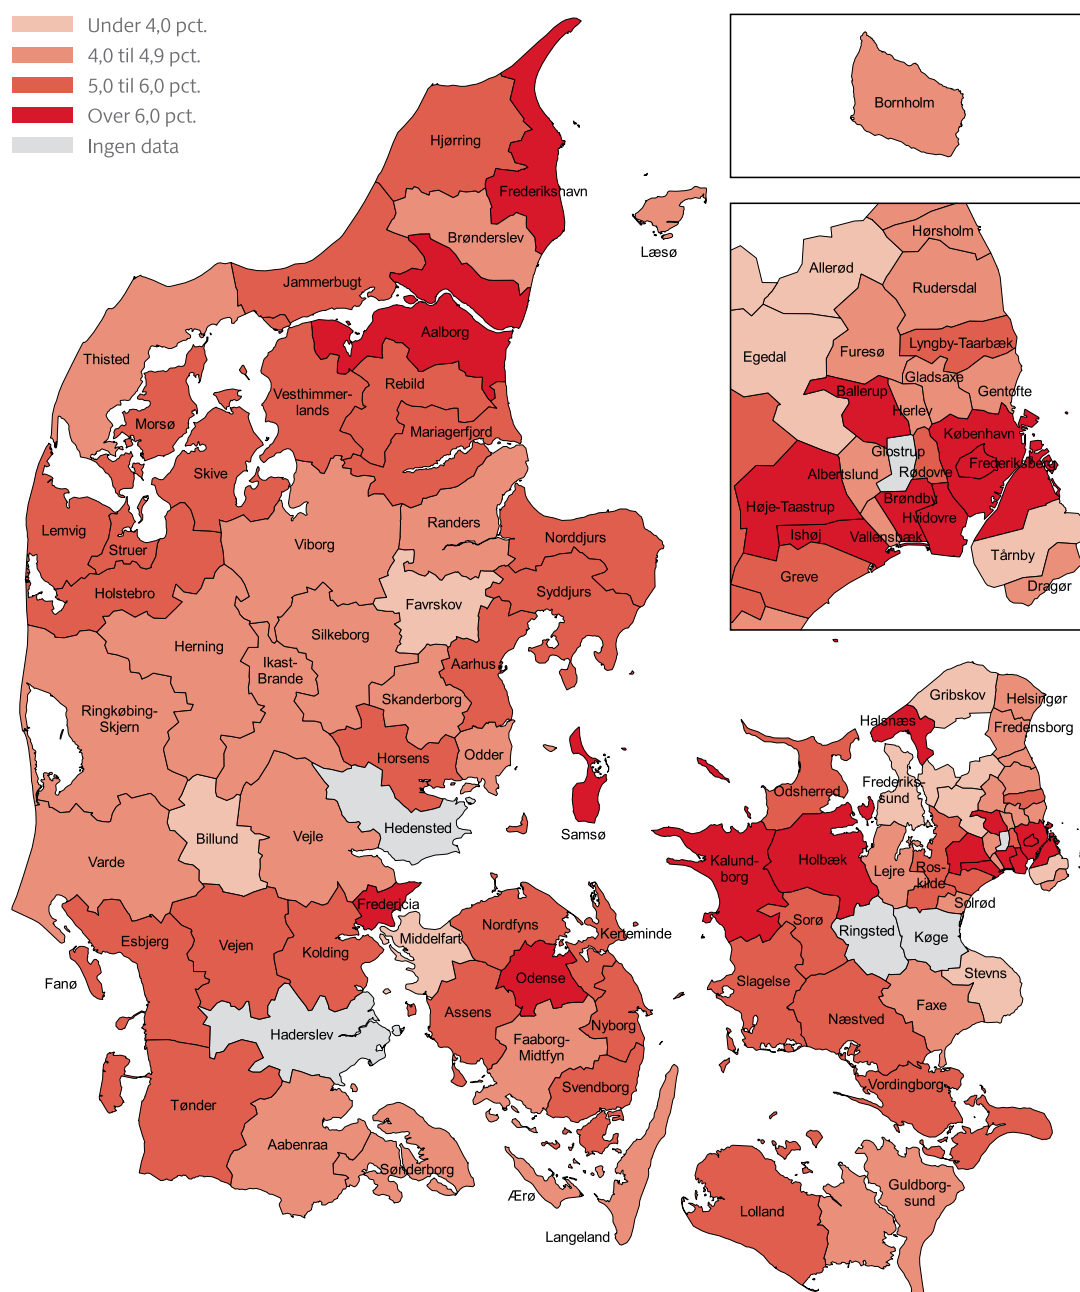 Under 4,0 pct.
4,0 til 4,9 pct.
5,0 til 6,0 pct.
Over 6,0 pct.
Ingen data
Bornholm
Hjørring
Frederikshavn
Brønderslev
Læsø
Jammerbugt
Aalborg
Thisted
Rebild
Vesthimmer-
lands
Morsø
Mariagerfjord
Skive
Lemvig
Struer
Viborg
Randers
Norddjurs
Holstebro
Favrskov
Syddjurs
Herning
Silkeborg
Ikast-
Brande
Aarhus
Skanderborg
Ringkøbing-
Skjern
Horsens
Odder
Hedensted
Samsø
Billund
Vejle
Varde
Fredericia
Esbjerg
Vejen
Kolding
Middelfart
Nordfyns
Kerteminde
Fanø
Odense
Assens
Nyborg
Haderslev
Faaborg-
Midtfyn
Svendborg
Tønder
Aabenraa
Sønderborg
Ærø
Langeland
Hørsholm
Allerød
Rudersdal
Egedal
Furesø
Lyngby-Taarbæk
Gladsaxe
Ballerup
Gentofte
Herlev
København
Glostrup
Frederiksberg
Albertslund
Rødovre
Brøndby
Høje-Taastrup
Hvidovre
Ishøj
Vallensbæk
Tårnby
Greve
Dragør
Gribskov
Helsingør
Halsnæs
Fredensborg
Frederiks-
sund
Odsherred
Kalund-
borg
Holbæk
Lejre
Ros-
kilde
Solrød
Sorø
Ringsted
Køge
Stevns
Slagelse
Næstved
Faxe
Vordingborg
Guldborg-
sund
Lolland